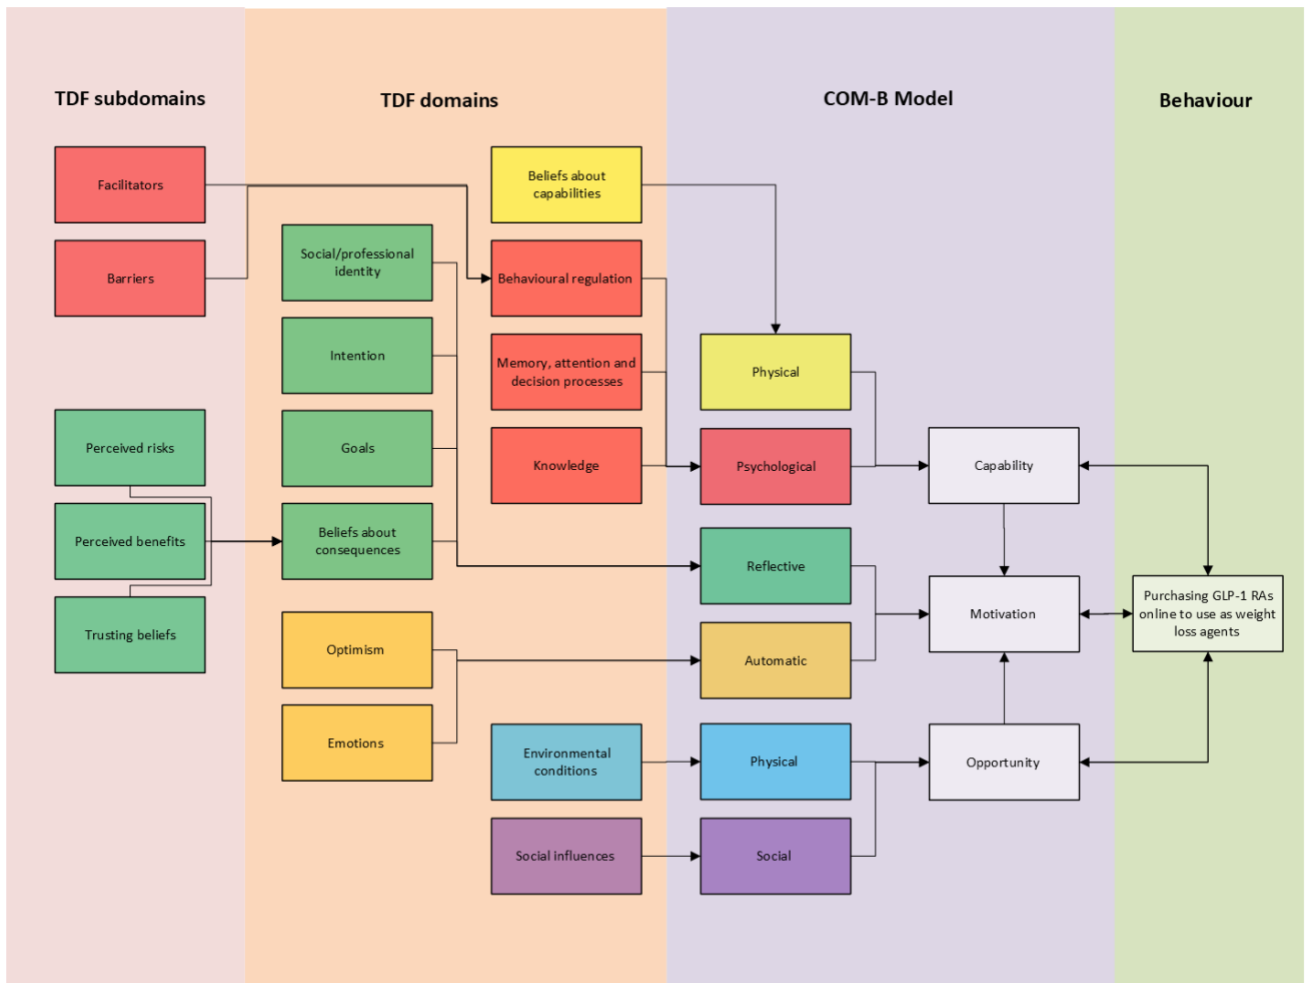 TDF subdomains
TDF domains
COM-B Model
Behaviour
Facilitators
Barriers
Perceived risks
Perceived benefits
Trusting beliefs
Social/professional
identity
Intention
Goals
Beliefs about
consequences
Optimism
Emotions
Beliefs about
capabilities
Behavioural regulation
Memory, attention and
decision processes
Knowledge
Environmental
conditions
Social influences
Physical
Psychological
Reflective
Automatic
Physical
Social
Capability
Motivation
Opportunity
Purchasing GLP-1 RAs
online to use as weight
loss agents